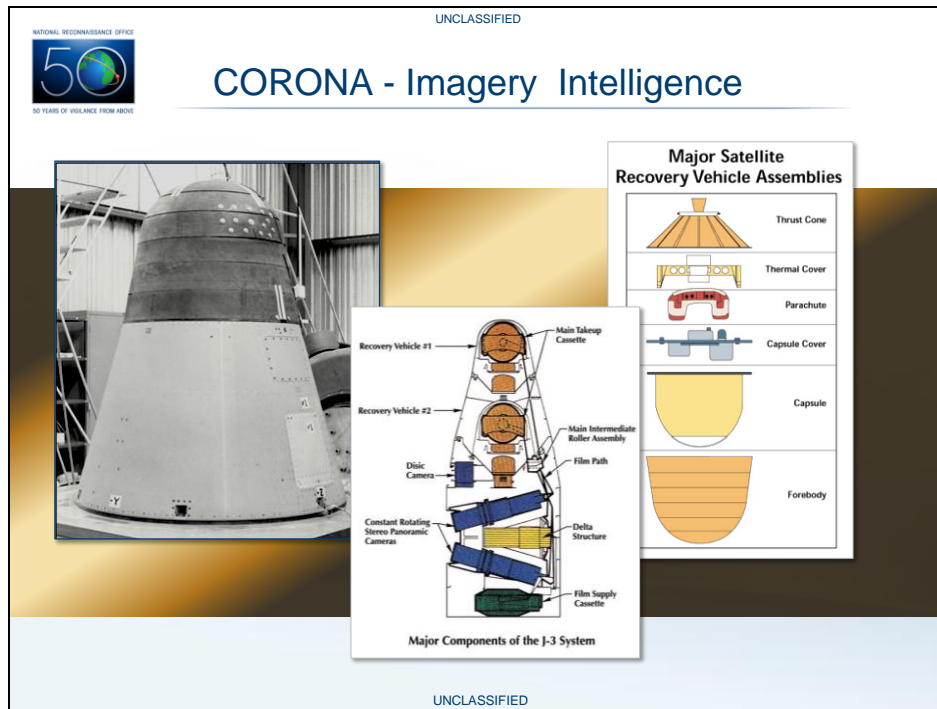 UNCLASSIFIED
NATIONAL RECONNAISSANCE OFFICE
50
50 YEARS OF VIGILANCE FROM ABOVE
CORONA - Imagery Intelligence
-Y
Major Satellite
Recovery Vehicle Assemblies
Thrust Cone
Thermal Cover
Parachute
Capsule Cover
Capsule
Forebody
Recovery Vehicle #1
Main Takeup
Cassette
Recovery Vehicle #2
Main Intermediate
Roller Assembly
Film Path
Disic
Camera
Constant Rotating
Stereo Panoramic
Cameras
Delta
Structure
Film Supply
Cassette
Major Components of the J-3 System
UNCLASSIFIED